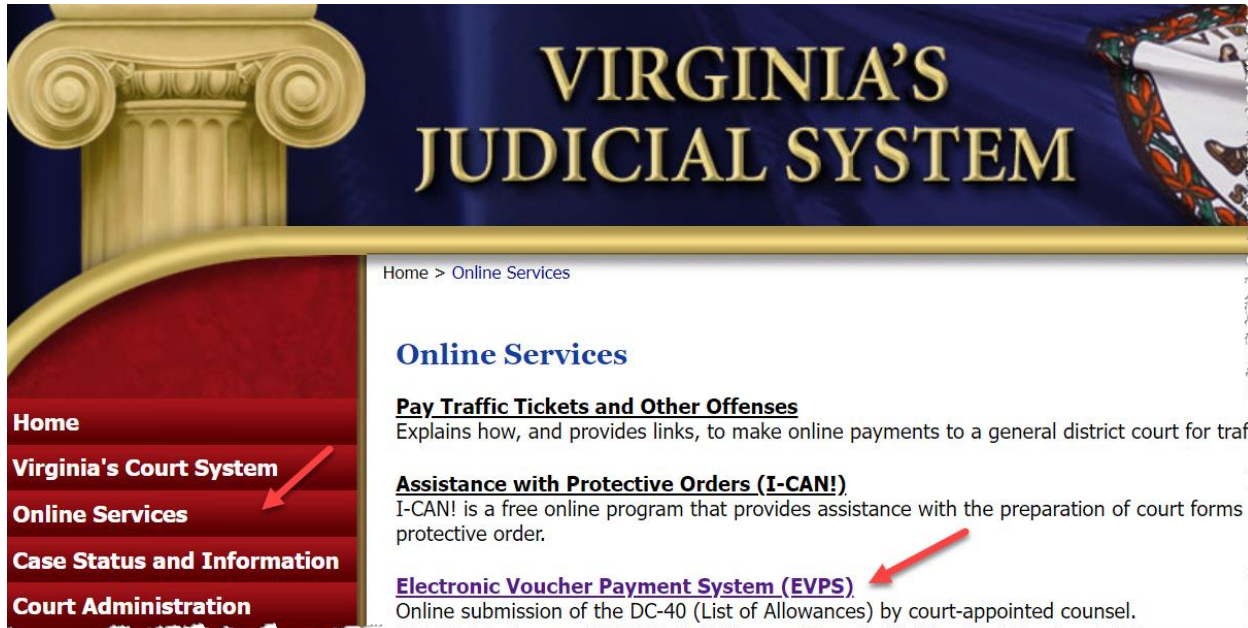 VIRGINIA'S
JUDICIAL SYSTEM
Home > Online Services
Home
Virginia's Court System
Online Services
Case Status and Information
Court Administration
Online Services
Pay Traffic Tickets and Other Offenses
Explains how, and provides links, to make online payments to a general district court for
Assistance with Protective Orders (I-CAN!)
I-CAN! is a free online program that provides assistance with the preparation of court forms
protective order.
Electronic Voucher Payment System (EVPS)
Online submission of the DC-40 (List of Allowances) by court-appointed counsel.